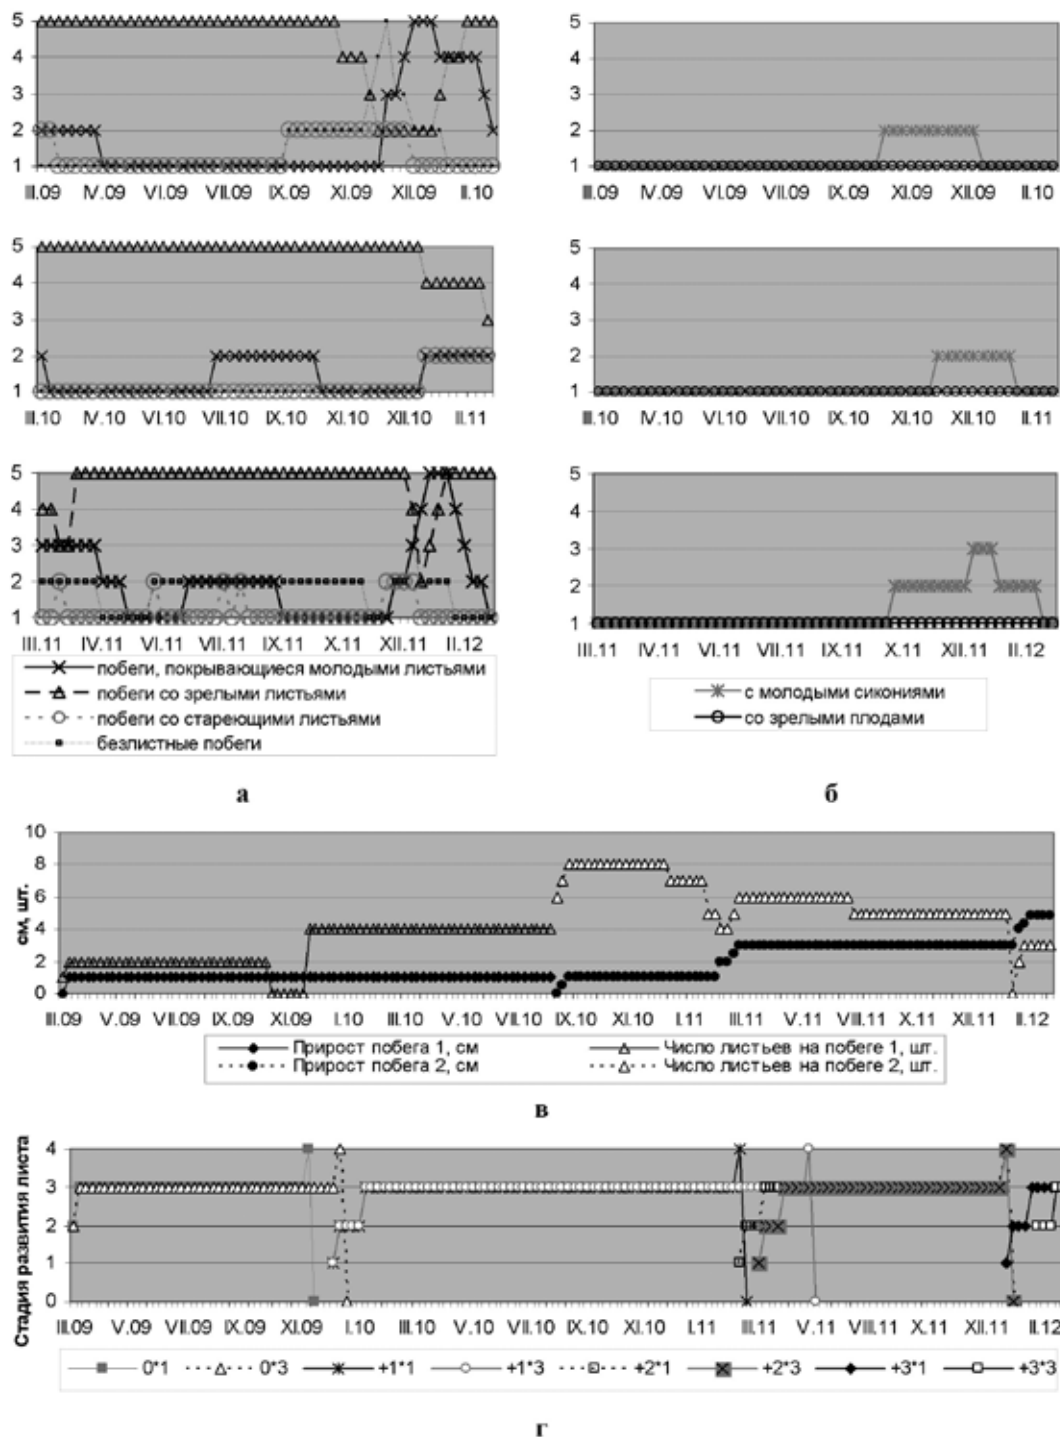 5
4
3
2
1
III.09 IV.09 VI.09 VII.09 IX.09 XI.09 XII.09 II.10
5
4
3
2
1
III.09 IV.09 VI.09 VII.09 IX.09 XI.09 XII.09 II.10
5
4
3
2
1
III.10 IV.10 VI.10 VII.10 IX.10 XI.10 XII.10 II.11
5
4
3
2
1
III.10 IV.10 VI.10 VII.10 IX.10 XI.10 XII.10 II.11
5
4
3
2
1
III.11 IV.11 VI.11 VII.11 IX.11 X.11 XII.11 II.12
побеги, покрывающиеся молодыми листьями
побеги со зрелыми листьями
побеги со стареющими листьями
безлистные побеги
5
4
3
2
1
III.11 IV.11 VI.11 VII.11 IX.11 X.11 XII.11 II.12
с молодыми сикониями
со зрелыми плодами
а б
см, шт.
10
8
6
4
2
0
III.09 V.09 VII.09 IX.09 XI.09 I.10 III.10 V.10 VII.10 IX.10 XI.10 I.11 III.11 V.11 VIII.11 X.11 XII.11 II.12
Прирост побега 1, см Число листьев на побеге 1, шт.
Прирост побега 2, см Число листьев на побеге 2, шт.
в
Стадия развития листа
4
3
2
1
0
III.09 V.09 VII.09 IX.09 XI.09 I.10 III.10 V.10 VII.10 IX.10 XI.10 I.11 III.11 V.11 VIII.11 X.11 XII.11 II.12
0*1 0*3 +1*1 +1*3 +2*1 +2*3 +3*1 +3*3
г